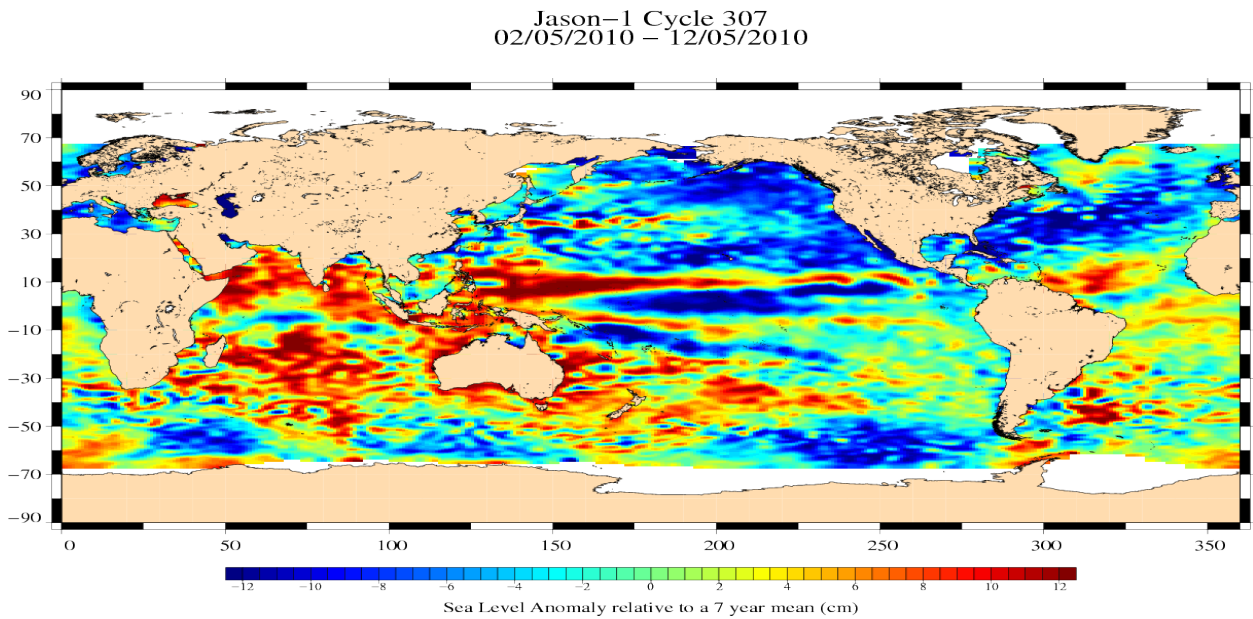 Jason−1 Cycle 307
02/05/2010 − 12/05/2010
90
70
50
30
10
−10
−30
−50
−70
−90
0 50 100 150 200 250 300 350
−12 −10 −8 −6 −4 −2 0 2 4 6 8 10 12
Sea Level Anomaly relative to a 7 year mean (cm)